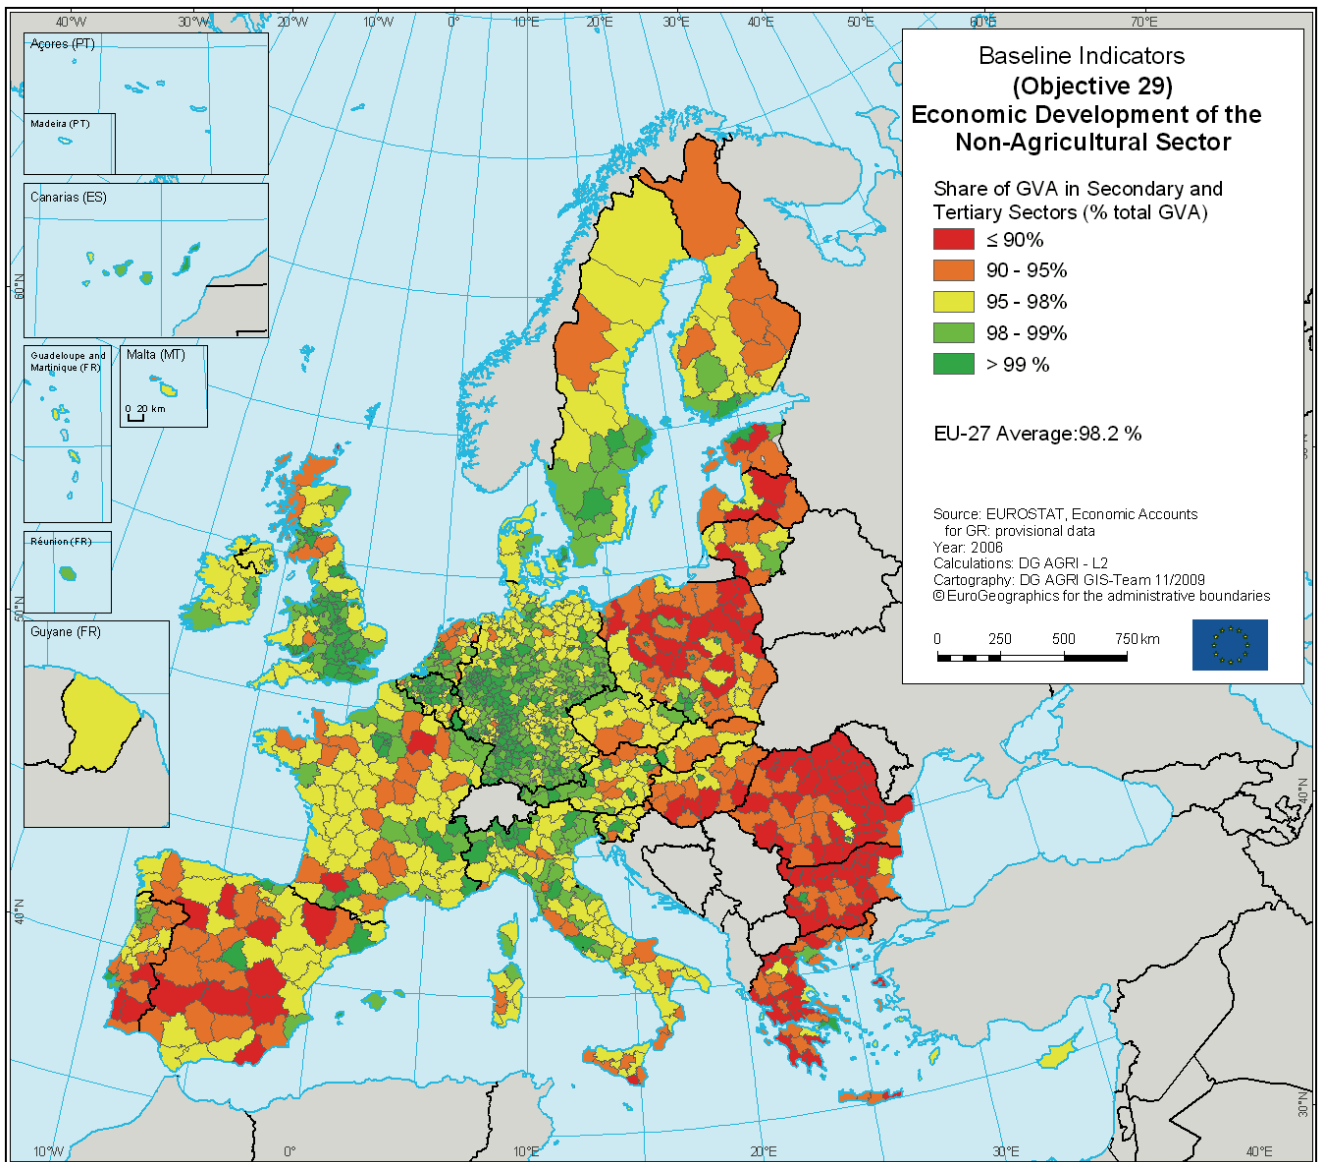 40°W 30°W 20°W 10°W 0° 10°E 20°E 30°E 40°E 50°E 60°E 70°E
Açores (PT)
Madeira (PT)
Canarias (ES)
Guadeloupe and
Martinique (FR)
Malta (MT)
0 20 km
Réunion (FR)
Guyane (FR)
60°N
50°N
40°N
Baseline Indicators
(Objective 29)
Economic Development of the
Non-Agricultural Sector
Share of GVA in Secondary and
Tertiary Sectors (% total GVA)
≤ 90%
90 - 95%
95 - 98%
98 - 99%
> 99 %
EU-27 Average:98.2 %
Source: EUROSTAT, Economic Accounts
for GR: provisional data
Year: 2006
Calculations: DG AGRI - L2
Cartography: DG AGRI GIS-Team 11/2009
© EuroGeographics for the administrative boundaries
0 250 500 750 km
40°N
30°N
10°W 0° 10°E 20°E 30°E 40°E